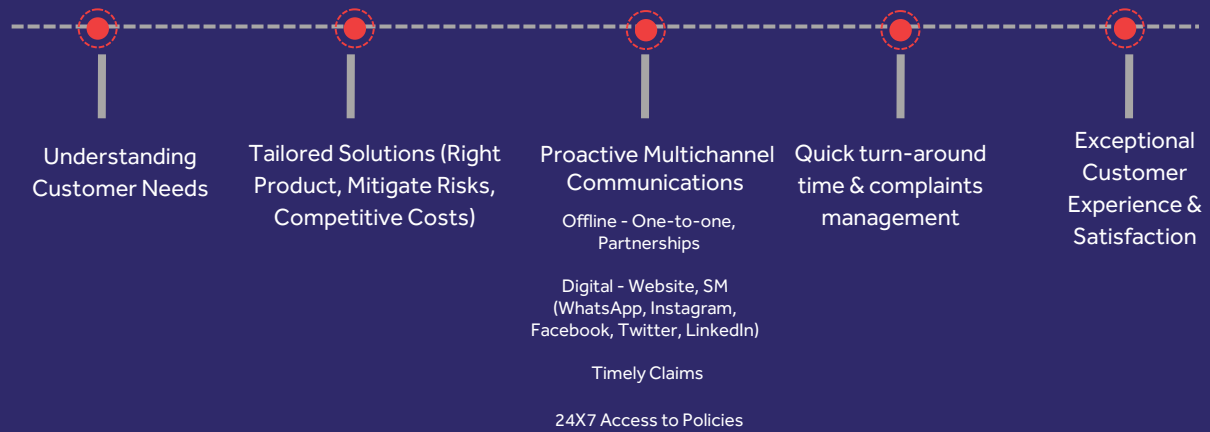 Understanding
Customer Needs
Tailored Solutions (Right
Product, Mitigate Risks,
Competitive Costs)
Proactive Multichannel
Communications
Offline - One-to-one,
Partnerships
Digital - Website, SM
(WhatsApp, Instagram,
Facebook, Twitter, LinkedIn)
Timely Claims
24X7 Access to Policies
Quick turn-around
time & complaints
management
Exceptional
Customer
Experience &
Satisfaction